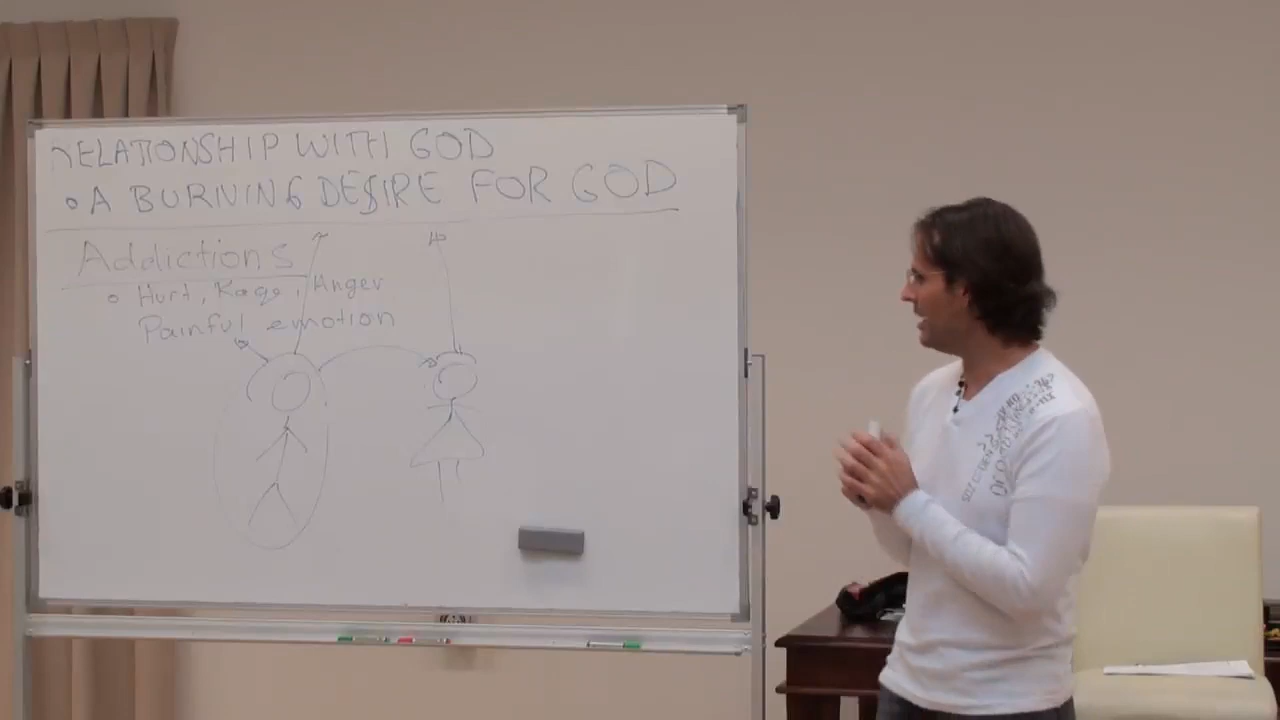 RELATIONSHIP WITH GOD
• A BURNING DESIRE FOR GOD
Addictions
• Hurt, Rage, Anger
Painful emotion